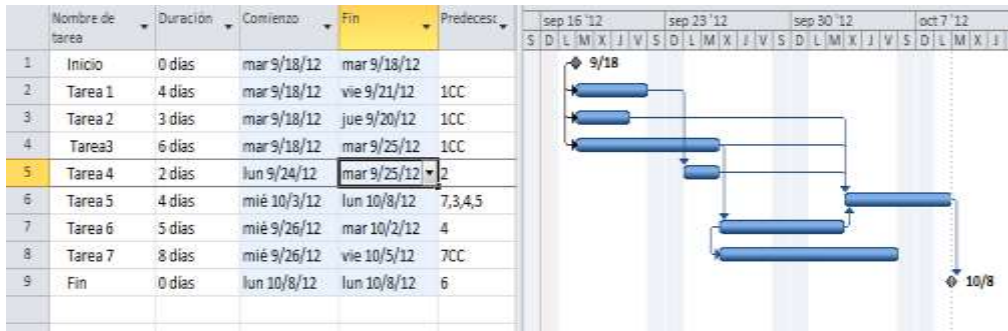 Nombre de tarea Duración Comienzo Fin Predecesc sep 16 '12 sep 23 '12 sep 30 '12 oct 7 '12
S D L M X J V S D L M X J V S D L M X J V S D L M X J
1 Inicio 0 días mar 9/18/12 mar 9/18/12 9/18
2 Tarea 1 4 días mar 9/18/12 vie 9/21/12 1CC
3 Tarea 2 3 días mar 9/18/12 jue 9/20/12 1CC
4 Tarea3 6 días mar 9/18/12 mar 9/25/12 1CC
5 Tarea 4 2 días lun 9/24/12 mar 9/25/12 2
6 Tarea 5 4 días mié 10/3/12 lun 10/8/12 7,3,4,5
7 Tarea 6 5 días mié 9/26/12 mar 10/2/12 4
8 Tarea 7 8 días mié 9/26/12 vie 10/5/12 7CC
9 Fin 0 días lun 10/8/12 lun 10/8/12 6 10/8